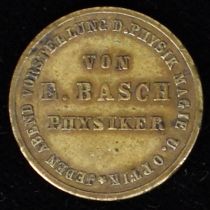 JEDEN ABEND VORSTELLUNG D. PHYSIK MAGIE U. OPTIK
VON
E. BASCH
PHYSIKER